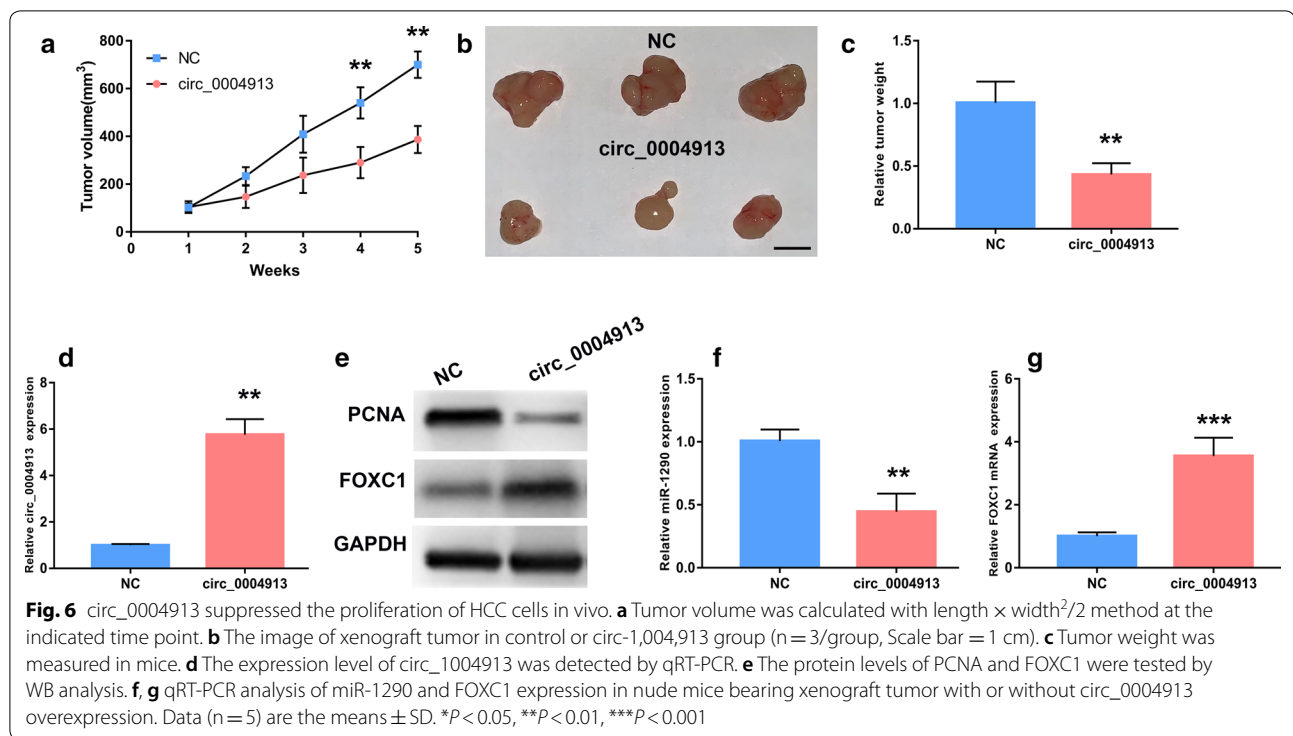 a
800
600
400
200
0
Tumor volume(mm³)
NC
circ_0004913
**
**
1 2 3 4 5
Weeks
b
NC
circ_0004913
c
Relative tumor weight
1.5
1.0
0.5
0.0
**
NC circ_0004913
d
Relative circ_0004913 expression
8
6
4
2
0
**
NC circ_0004913
e
NC circ_0004913
PCNA
FOXC1
GAPDH
f
Relative miR-1290 expression
1.5
1.0
0.5
0.0
**
NC circ_0004913
g
Relative FOXC1 mRNA expression
6
4
2
0
***
NC circ_0004913
Fig. 6 circ_0004913 suppressed the proliferation of HCC cells in vivo. a Tumor volume was calculated with length × width²/2 method at the
indicated time point. b The image of xenograft tumor in control or circ-1,004,913 group (n = 3/group, Scale bar = 1 cm). c Tumor weight was
measured in mice. d The expression level of circ_1004913 was detected by qRT-PCR. e The protein levels of PCNA and FOXC1 were tested by
WB analysis. f, g qRT-PCR analysis of miR-1290 and FOXC1 expression in nude mice bearing xenograft tumor with or without circ_0004913
overexpression. Data (n = 5) are the means ± SD. *P < 0.05, **P < 0.01, ***P < 0.001